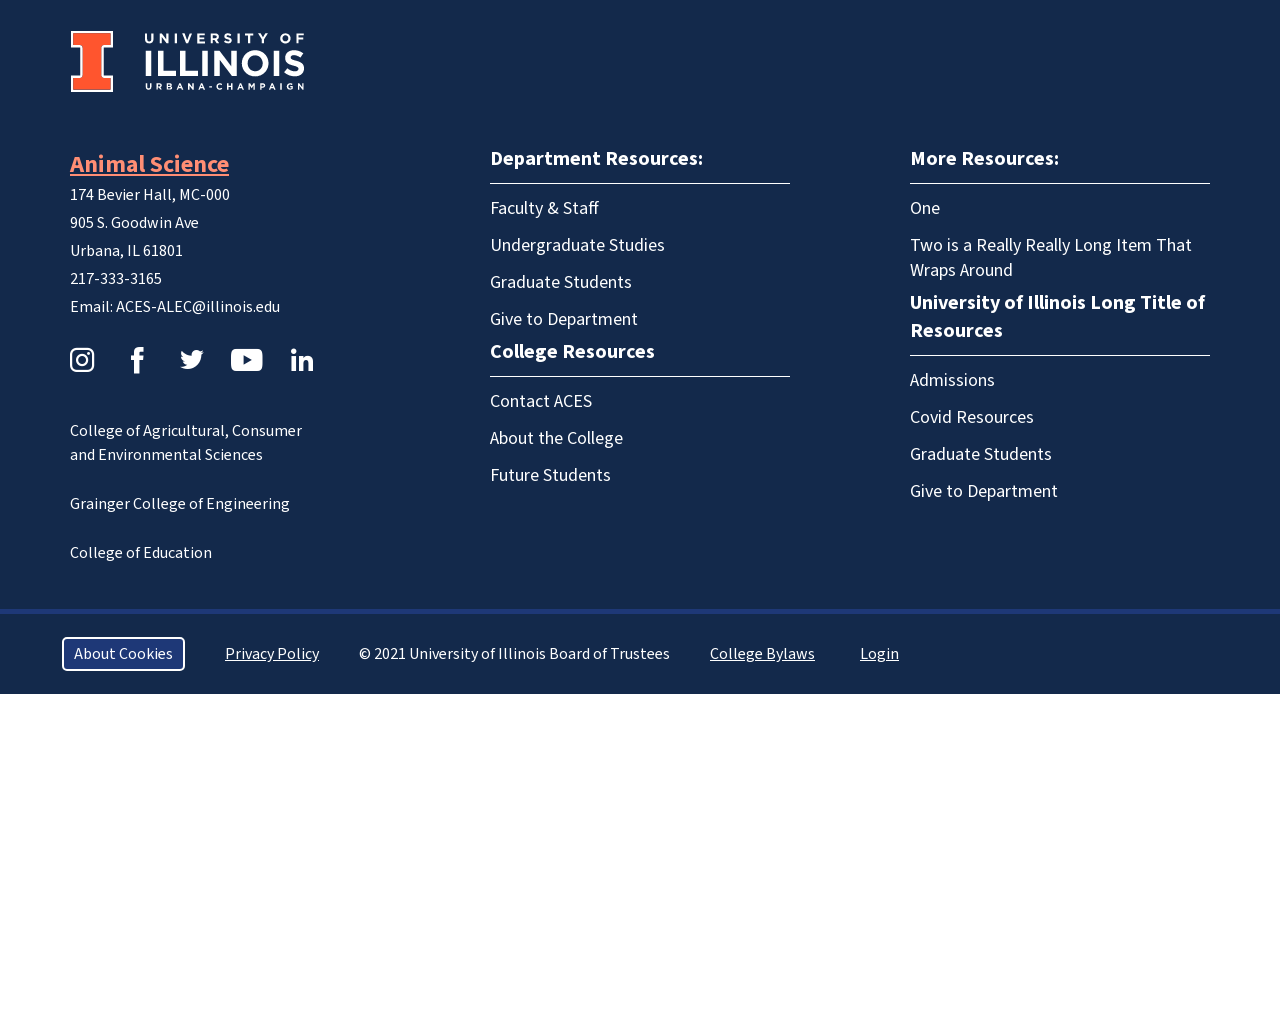 UNIVERSITY OF
ILLINOIS
URBANA-CHAMPAIGN
Animal Science
174 Bevier Hall, MC-000
905 S. Goodwin Ave
Urbana, IL 61801
217-333-3165
Email: ACES-ALEC@illinois.edu
College of Agricultural, Consumer
and Environmental Sciences
Grainger College of Engineering
College of Education
Department Resources:
Faculty & Staff
Undergraduate Studies
Graduate Students
Give to Department
College Resources
Contact ACES
About the College
Future Students
More Resources:
One
Two is a Really Really Long Item That
Wraps Around
University of Illinois Long Title of
Resources
Admissions
Covid Resources
Graduate Students
Give to Department
About Cookies
Privacy Policy
© 2021 University of Illinois Board of Trustees
College Bylaws
Login